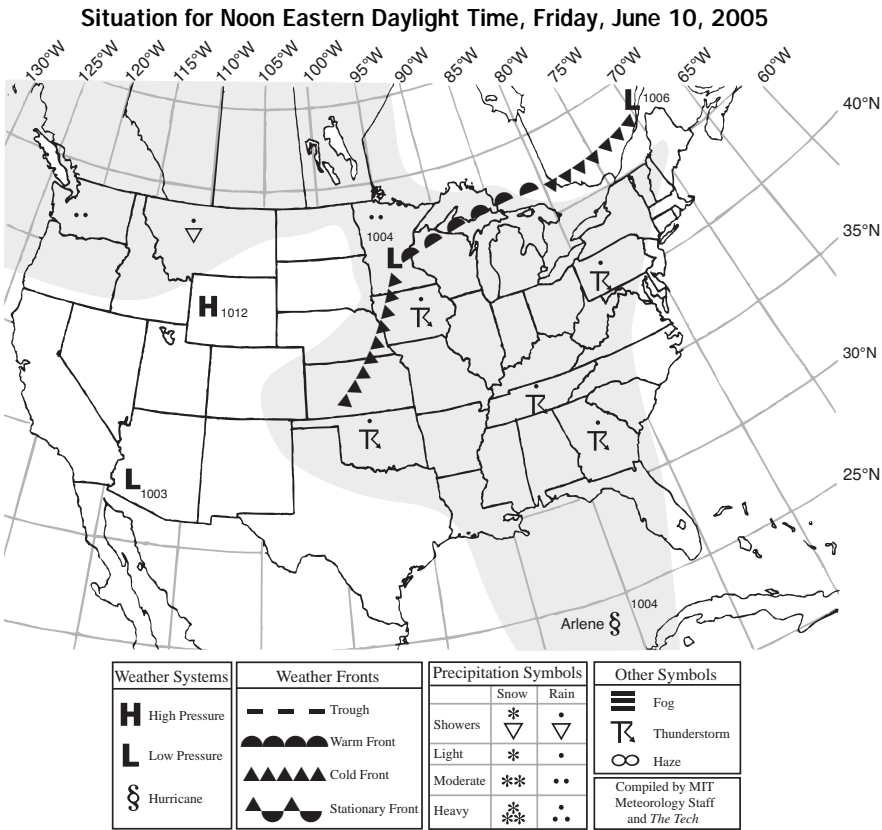 Situation for Noon Eastern Daylight Time, Friday, June 10, 2005
130°W
125°W
120°W
115°W
110°W
105°W
100°W
95°W
90°W
85°W
80°W
75°W
70°W
65°W
60°W
40°N
35°N
30°N
25°N
L 1006
1004
L
H 1012
L 1003
1004
Arlene
Weather Systems
H High Pressure
L Low Pressure
Hurricane
Weather Fronts
Trough
Warm Front
Cold Front
Stationary Front
Precipitation Symbols
Snow Rain
Showers
Light
Moderate
Heavy
Other Symbols
Fog
Thunderstorm
Haze
Compiled by MIT
Meteorology Staff
and The Tech